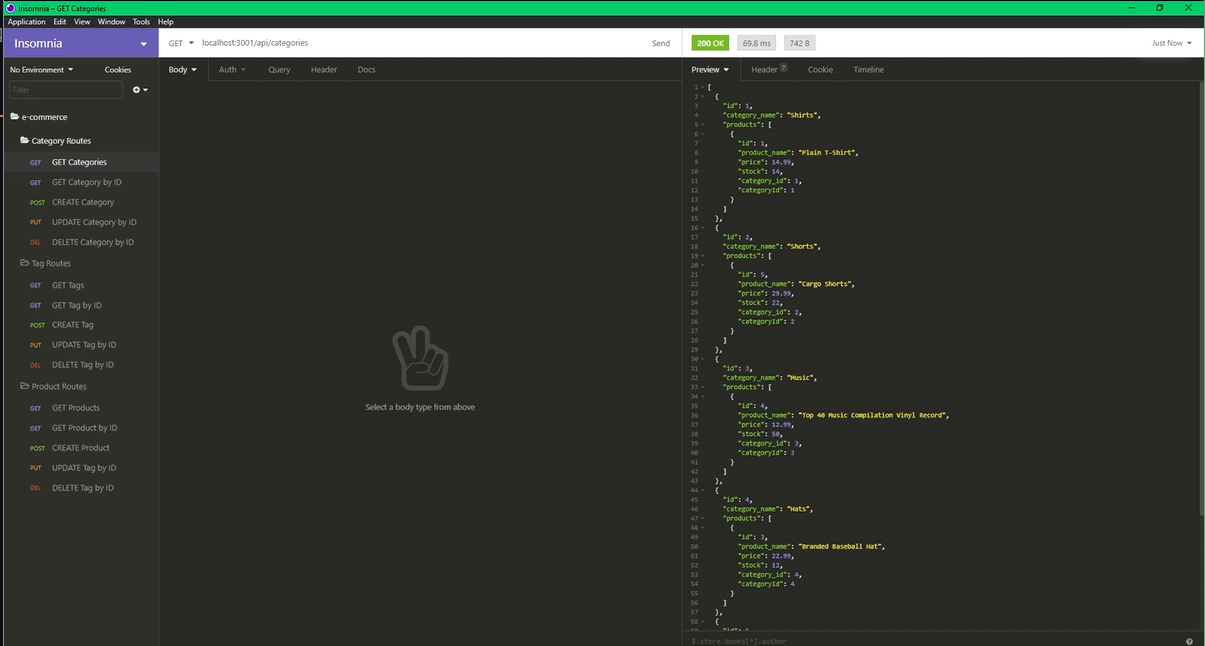 Insomnia – GET Categories
Application Edit View Window Tools Help
Insomnia
GET localhost:3001/api/categories Send
200 OK 69.8 ms 742 B Just Now
No Environment Cookies
Body Auth Query Header Docs
Preview Header 7 Cookie Timeline
Filter
e-commerce
Category Routes
GET GET Categories
GET GET Category by ID
POST CREATE Category
PUT UPDATE Category by ID
DEL DELETE Category by ID
Tag Routes
GET GET Tags
GET GET Tag by ID
POST CREATE Tag
PUT UPDATE Tag by ID
DEL DELETE Tag by ID
Product Routes
GET GET Products
GET GET Product by ID
POST CREATE Product
PUT UPDATE Tag by ID
DEL DELETE Tag by ID
Select a body type from above
1 [
2 {
3 "id": 1,
4 "category_name": "Shirts",
5 "products": [
6 {
7 "id": 1,
8 "product_name": "Plain T-Shirt",
9 "price": 14.99,
10 "stock": 14,
11 "category_id": 1,
12 "categoryId": 1
13 }
14 ]
15 },
16 {
17 "id": 2,
18 "category_name": "Shorts",
19 "products": [
20 {
21 "id": 5,
22 "product_name": "Cargo Shorts",
23 "price": 29.99,
24 "stock": 22,
25 "category_id": 2,
26 "categoryId": 2
27 }
28 ]
29 },
30 {
31 "id": 3,
32 "category_name": "Music",
33 "products": [
34 {
35 "id": 4,
36 "product_name": "Top 40 Music Compilation Vinyl Record",
37 "price": 12.99,
38 "stock": 50,
39 "category_id": 3,
40 "categoryId": 3
41 }
42 ]
43 },
44 {
45 "id": 4,
46 "category_name": "Hats",
47 "products": [
48 {
49 "id": 3,
50 "product_name": "Branded Baseball Hat",
51 "price": 22.99,
52 "stock": 12,
53 "category_id": 4,
54 "categoryId": 4
55 }
56 ]
57 },
58 {
$.store.books[*].author